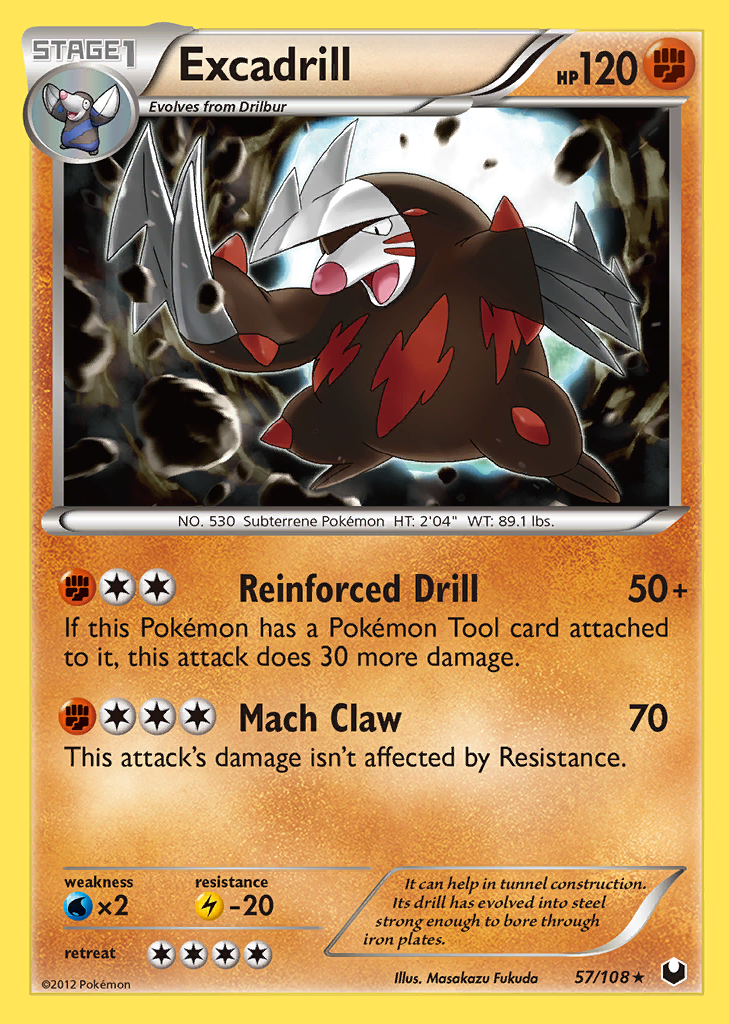 STAGE1
Excadrill
HP120
Evolves from Drilbur
NO. 530 Subterrene Pokémon HT: 2'04" WT: 89.1 lbs.
Reinforced Drill 50+
If this Pokémon has a Pokémon Tool card attached
to it, this attack does 30 more damage.
Mach Claw 70
This attack's damage isn't affected by Resistance.
weakness resistance
×2 -20
retreat
It can help in tunnel construction.
Its drill has evolved into steel
strong enough to bore through
iron plates.
©2012 Pokémon
Illus. Masakazu Fukuda
57/108★